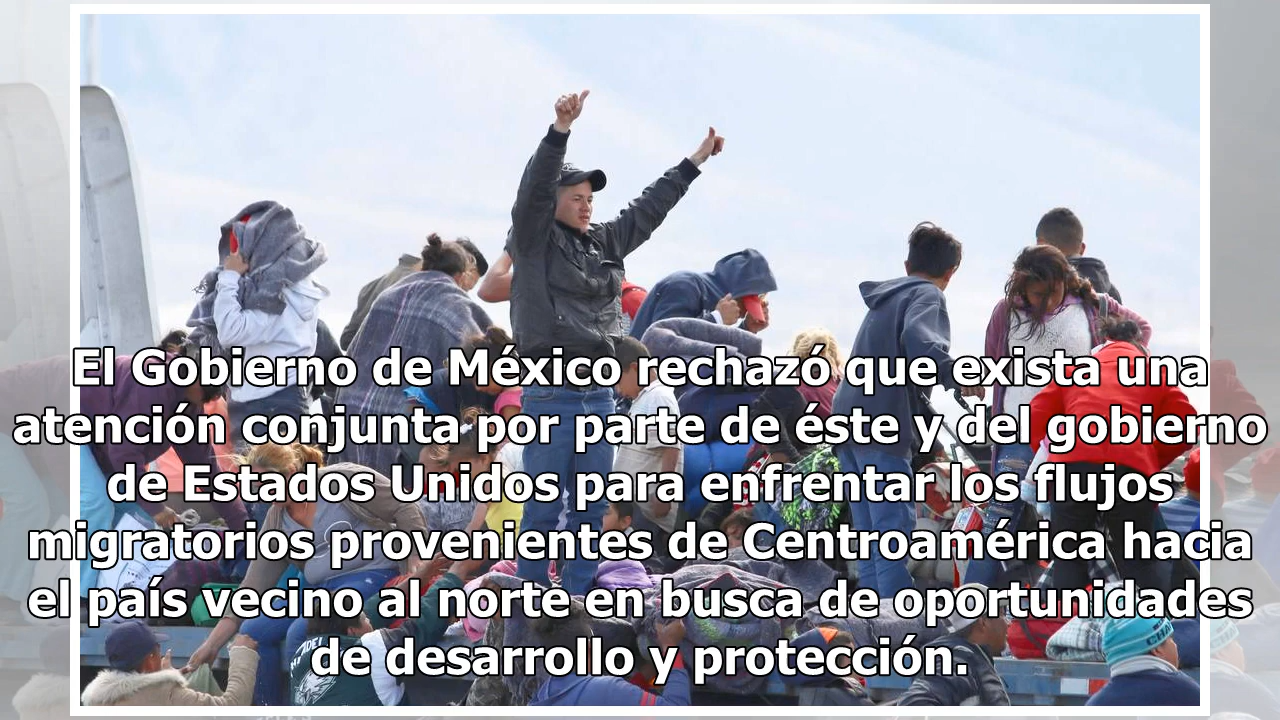 El Gobierno de México rechazó que exista una
atención conjunta por parte de éste y del gobierno
de Estados Unidos para enfrentar los flujos
migratorios provenientes de Centroamérica hacia
el país vecino al norte en busca de oportunidades
de desarrollo y protección.